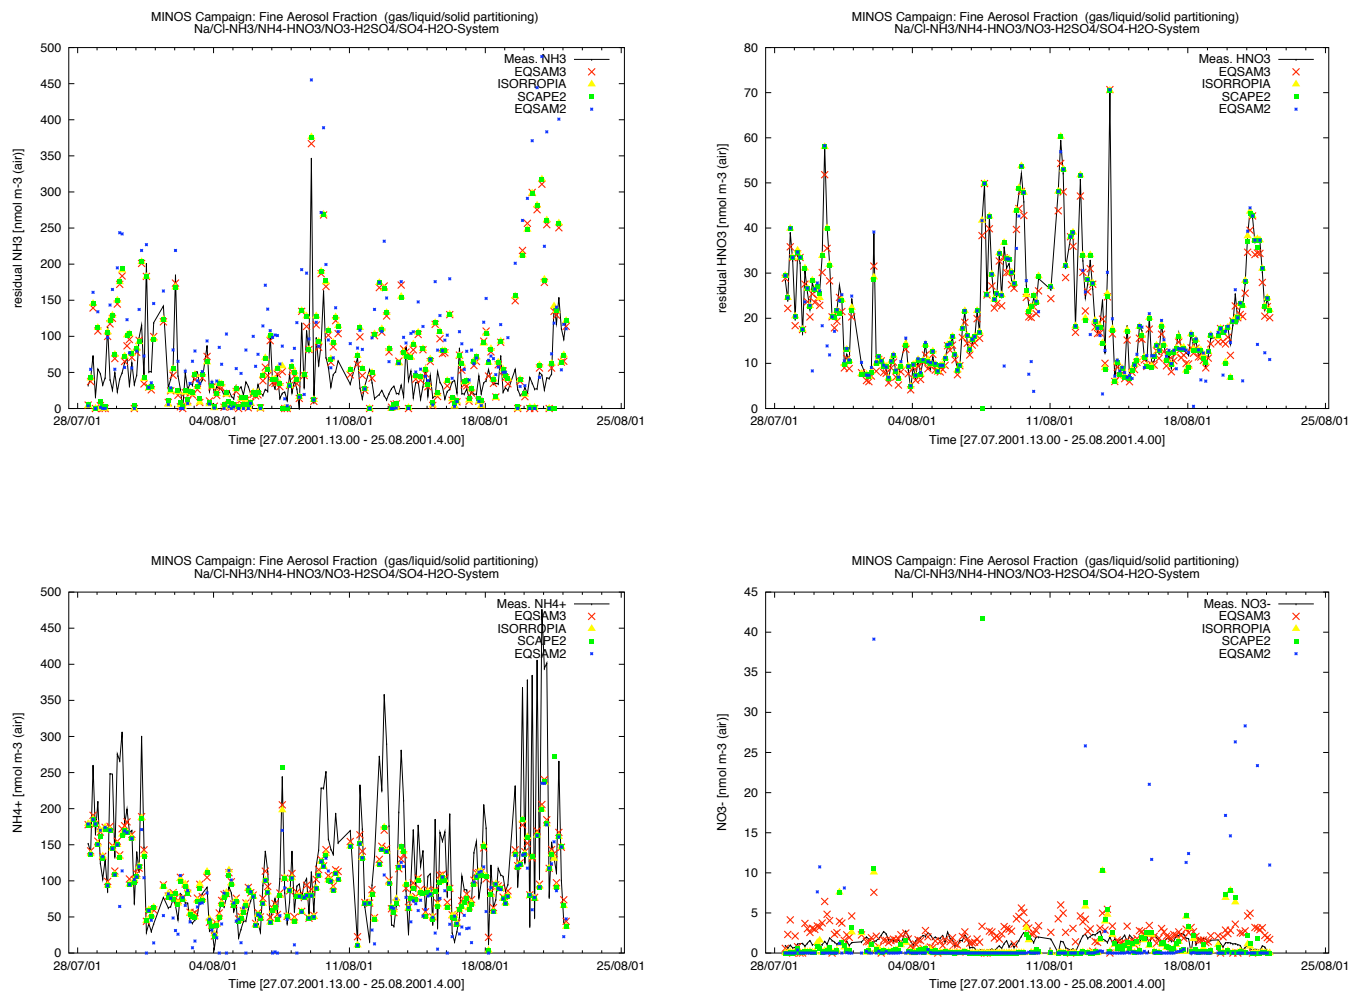 MINOS Campaign: Fine Aerosol Fraction (gas/liquid/solid partitioning)
Na/Cl-NH3/NH4-HNO3/NO3-H2SO4/SO4-H2O-System
500
450
400
350
300
250
200
150
100
50
0
residual NH3 [nmol m-3 (air)]
Meas. NH3
EQSAM3
ISORROPIA
SCAPE2
EQSAM2
28/07/01 04/08/01 11/08/01 18/08/01 25/08/01
Time [27.07.2001.13.00 - 25.08.2001.4.00]
MINOS Campaign: Fine Aerosol Fraction (gas/liquid/solid partitioning)
Na/Cl-NH3/NH4-HNO3/NO3-H2SO4/SO4-H2O-System
80
70
60
50
40
30
20
10
0
residual HNO3 [nmol m-3 (air)]
Meas. HNO3
EQSAM3
ISORROPIA
SCAPE2
EQSAM2
28/07/01 04/08/01 11/08/01 18/08/01 25/08/01
Time [27.07.2001.13.00 - 25.08.2001.4.00]
MINOS Campaign: Fine Aerosol Fraction (gas/liquid/solid partitioning)
Na/Cl-NH3/NH4-HNO3/NO3-H2SO4/SO4-H2O-System
500
450
400
350
300
250
200
150
100
50
0
NH4+ [nmol m-3 (air)]
Meas. NH4+
EQSAM3
ISORROPIA
SCAPE2
EQSAM2
28/07/01 04/08/01 11/08/01 18/08/01 25/08/01
Time [27.07.2001.13.00 - 25.08.2001.4.00]
MINOS Campaign: Fine Aerosol Fraction (gas/liquid/solid partitioning)
Na/Cl-NH3/NH4-HNO3/NO3-H2SO4/SO4-H2O-System
45
40
35
30
25
20
15
10
5
0
NO3- [nmol m-3 (air)]
Meas. NO3-
EQSAM3
ISORROPIA
SCAPE2
EQSAM2
28/07/01 04/08/01 11/08/01 18/08/01 25/08/01
Time [27.07.2001.13.00 - 25.08.2001.4.00]